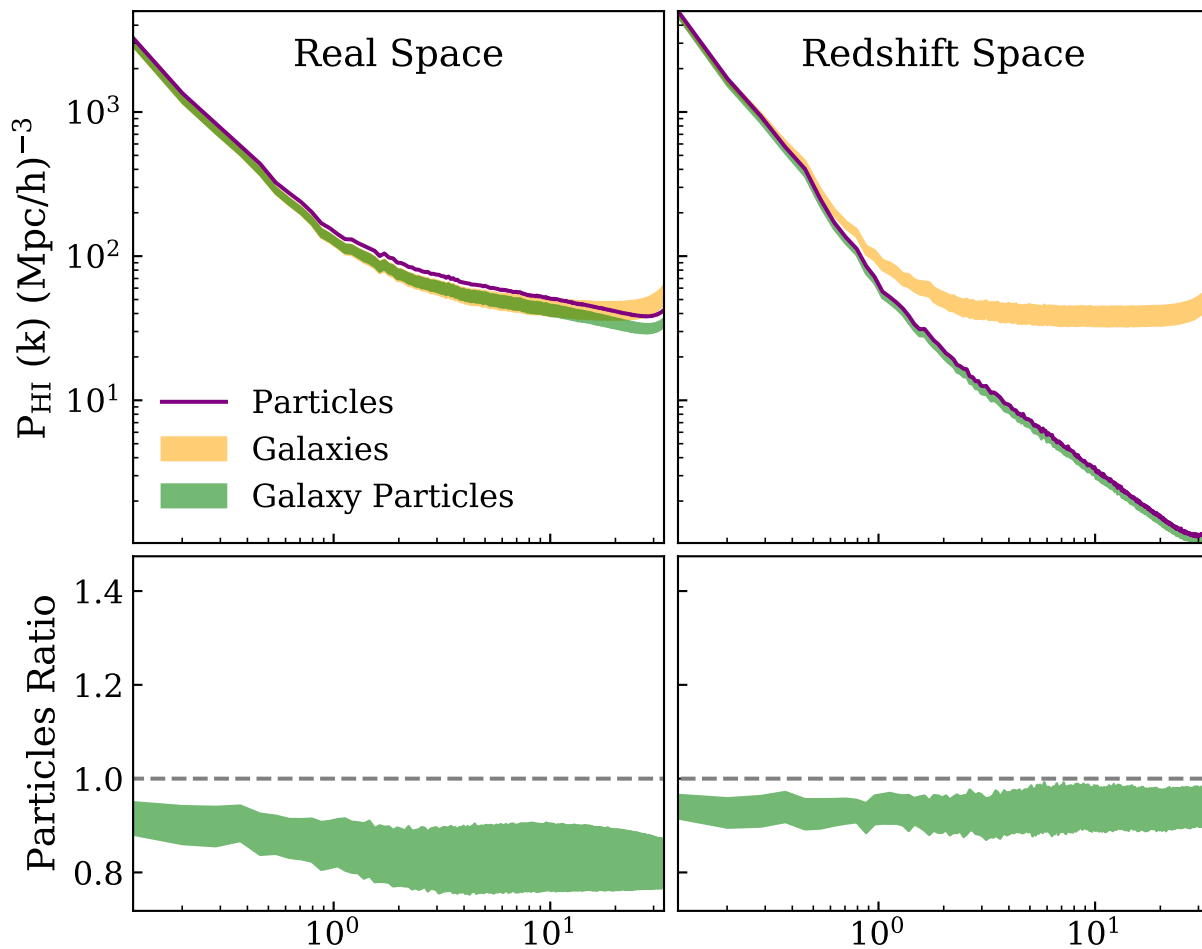 Real Space
Redshift Space
P_HI (k) (Mpc/h)^−3
10^3
10^2
10^1
Particles
Galaxies
Galaxy Particles
Particles Ratio
1.4
1.2
1.0
0.8
10^0
10^1
10^0
10^1